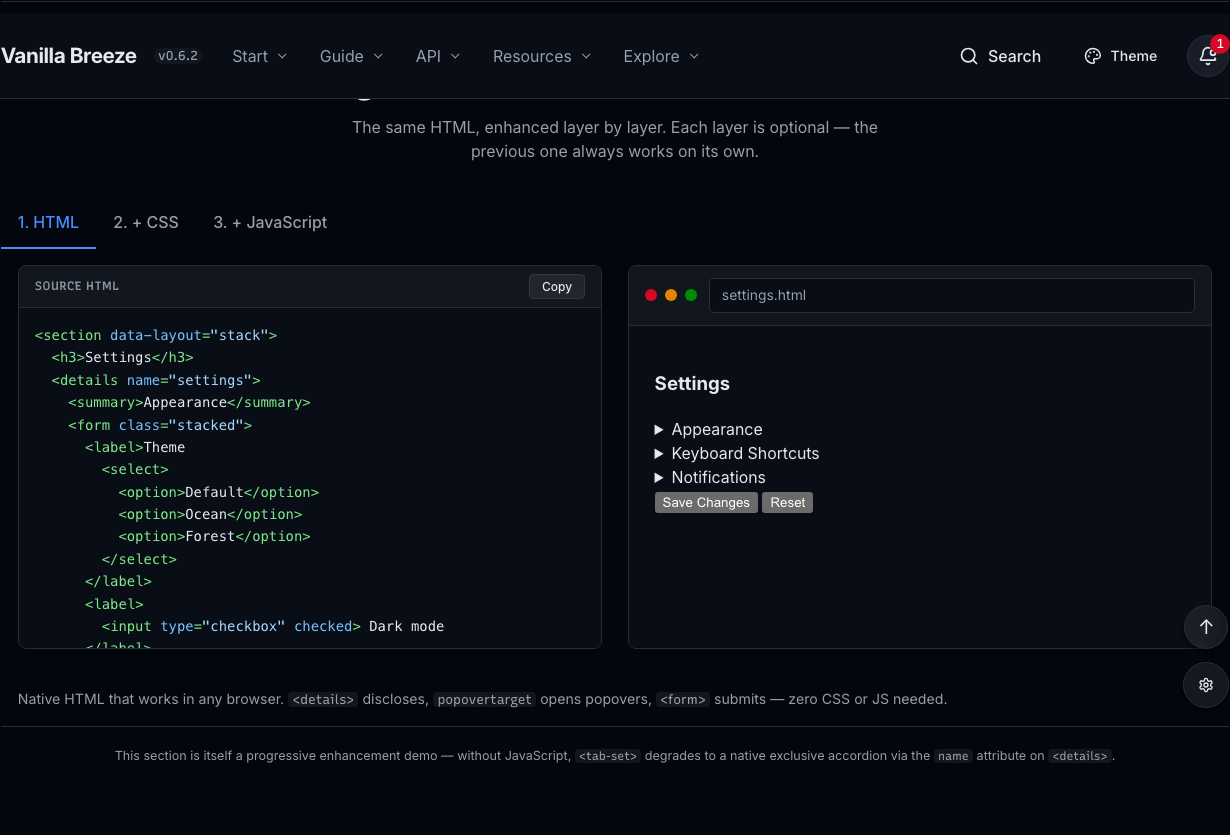 Vanilla Breeze v0.6.2 Start Guide API Resources Explore Search Theme 1
The same HTML, enhanced layer by layer. Each layer is optional — the
previous one always works on its own.
1. HTML 2. + CSS 3. + JavaScript
SOURCE HTML Copy
<section data-layout="stack">
  <h3>Settings</h3>
  <details name="settings">
    <summary>Appearance</summary>
    <form class="stacked">
      <label>Theme
        <select>
          <option>Default</option>
          <option>Ocean</option>
          <option>Forest</option>
        </select>
      </label>
      <label>
        <input type="checkbox" checked> Dark mode
      </label>
settings.html
Settings
Appearance
Keyboard Shortcuts
Notifications
Save Changes Reset
Native HTML that works in any browser. <details> discloses, popovertarget opens popovers, <form> submits — zero CSS or JS needed.
This section is itself a progressive enhancement demo — without JavaScript, <tab-set> degrades to a native exclusive accordion via the name attribute on <details>.